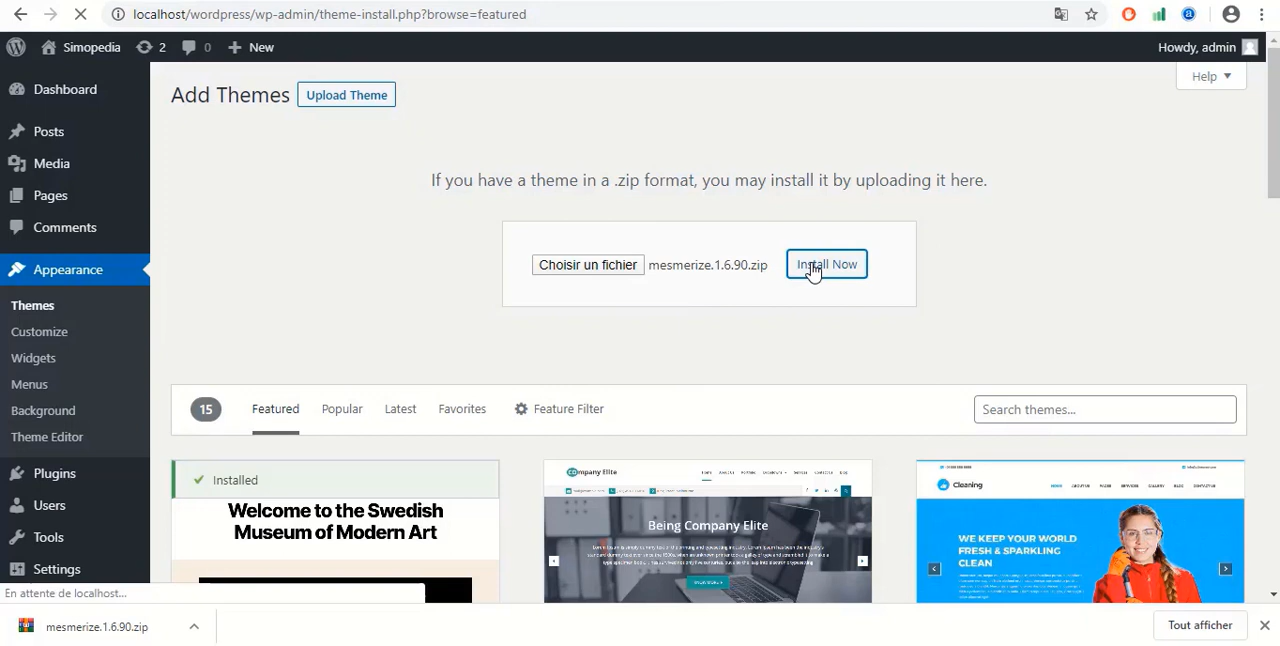 localhost/wordpress/wp-admin/theme-install.php?browse=featured
Simopedia 2 0 New Howdy, admin
Help
Dashboard
Posts
Media
Pages
Comments
Appearance
Themes
Customize
Widgets
Menus
Background
Theme Editor
Plugins
Users
Tools
Settings
Add Themes Upload Theme
If you have a theme in a .zip format, you may install it by uploading it here.
Choisir un fichier mesmerize.1.6.90.zip Install Now
15 Featured Popular Latest Favorites Feature Filter Search themes...
Installed
Welcome to the Swedish
Museum of Modern Art
Company Elite
Being Company Elite
Cleaning
WE KEEP YOUR WORLD
FRESH & SPARKLING
CLEAN
En attente de localhost...
mesmerize.1.6.90.zip
Tout afficher